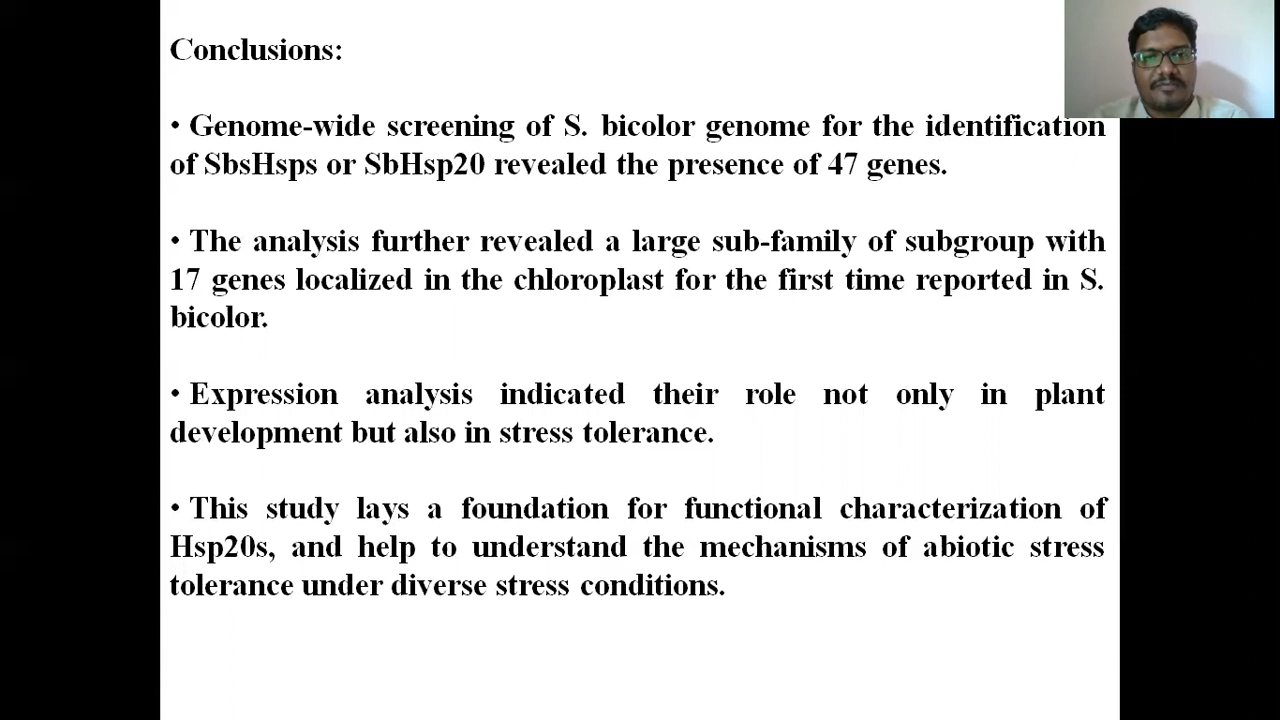 Conclusions:
• Genome-wide screening of S. bicolor genome for the identification
of SbsHsps or SbHsp20 revealed the presence of 47 genes.
• The analysis further revealed a large sub-family of subgroup with
17 genes localized in the chloroplast for the first time reported in S.
bicolor.
• Expression analysis indicated their role not only in plant
development but also in stress tolerance.
• This study lays a foundation for functional characterization of
Hsp20s, and help to understand the mechanisms of abiotic stress
tolerance under diverse stress conditions.